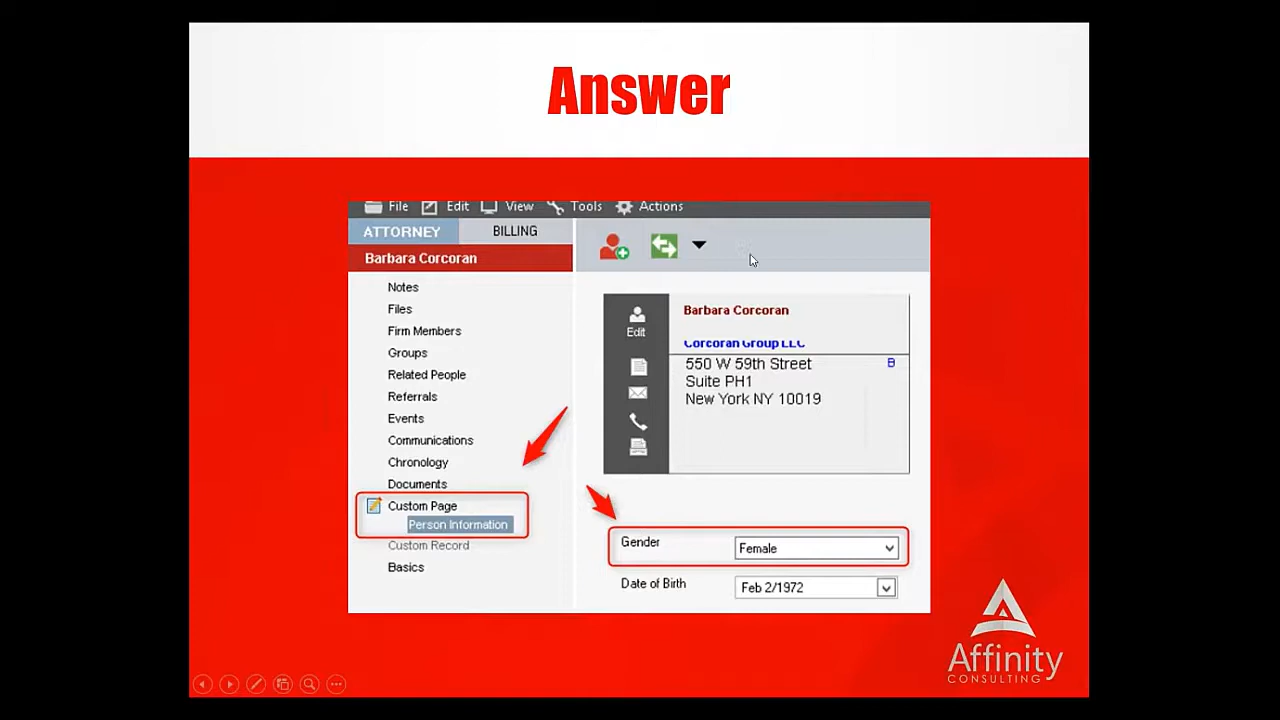 Answer
File Edit View Tools Actions
ATTORNEY BILLING
Barbara Corcoran
Notes
Files
Firm Members
Groups
Related People
Referrals
Events
Communications
Chronology
Documents
Custom Page
Person Information
Custom Record
Basics
Edit
Barbara Corcoran
Corcoran Group LLC
550 W 59th Street
B
Suite PH1
New York NY 10019
Gender Female
Date of Birth Feb 2/1972
Affinity
CONSULTING